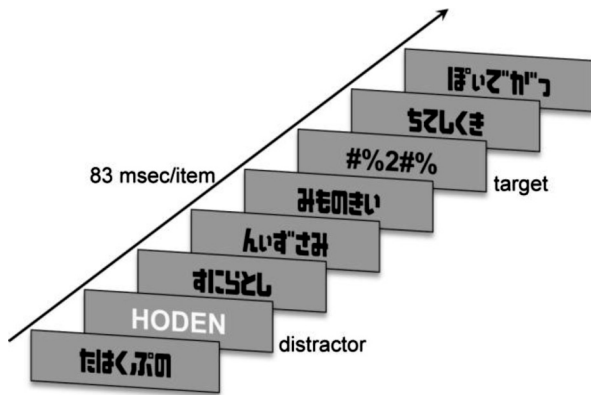 ぽぃでがっ
ちてしくき
#%2#%
target
83 msec/item
みものきい
んぃずさみ
すにらとし
HODEN
distractor
たはくぷの